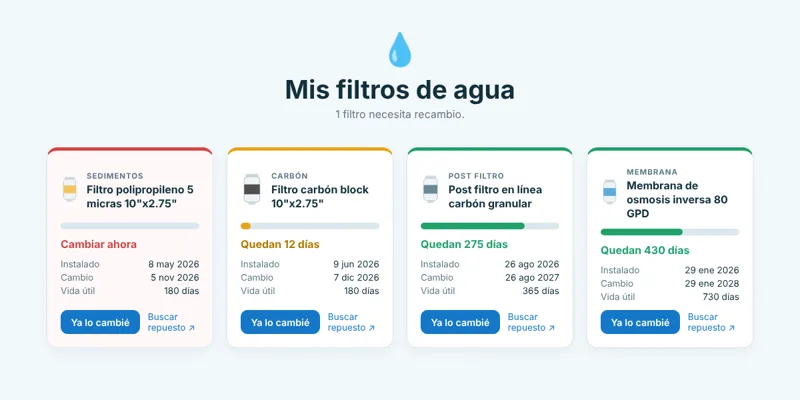 Mis filtros de agua
1 filtro necesita recambio.
SEDIMENTOS
Filtro polipropileno 5
micras 10"x2.75"
Cambiar ahora
Instalado 8 may 2026
Cambio 5 nov 2026
Vida útil 180 días
Ya lo cambié
Buscar
repuesto ↗
CARBÓN
Filtro carbón block
10"x2.75"
Quedan 12 días
Instalado 9 jun 2026
Cambio 7 dic 2026
Vida útil 180 días
Ya lo cambié
Buscar
repuesto ↗
POST FILTRO
Post filtro en línea
carbón granular
Quedan 275 días
Instalado 26 ago 2026
Cambio 26 ago 2027
Vida útil 365 días
Ya lo cambié
Buscar
repuesto ↗
MEMBRANA
Membrana de
osmosis inversa 80
GPD
Quedan 430 días
Instalado 29 ene 2026
Cambio 29 ene 2028
Vida útil 730 días
Ya lo cambié
Buscar
repuesto ↗